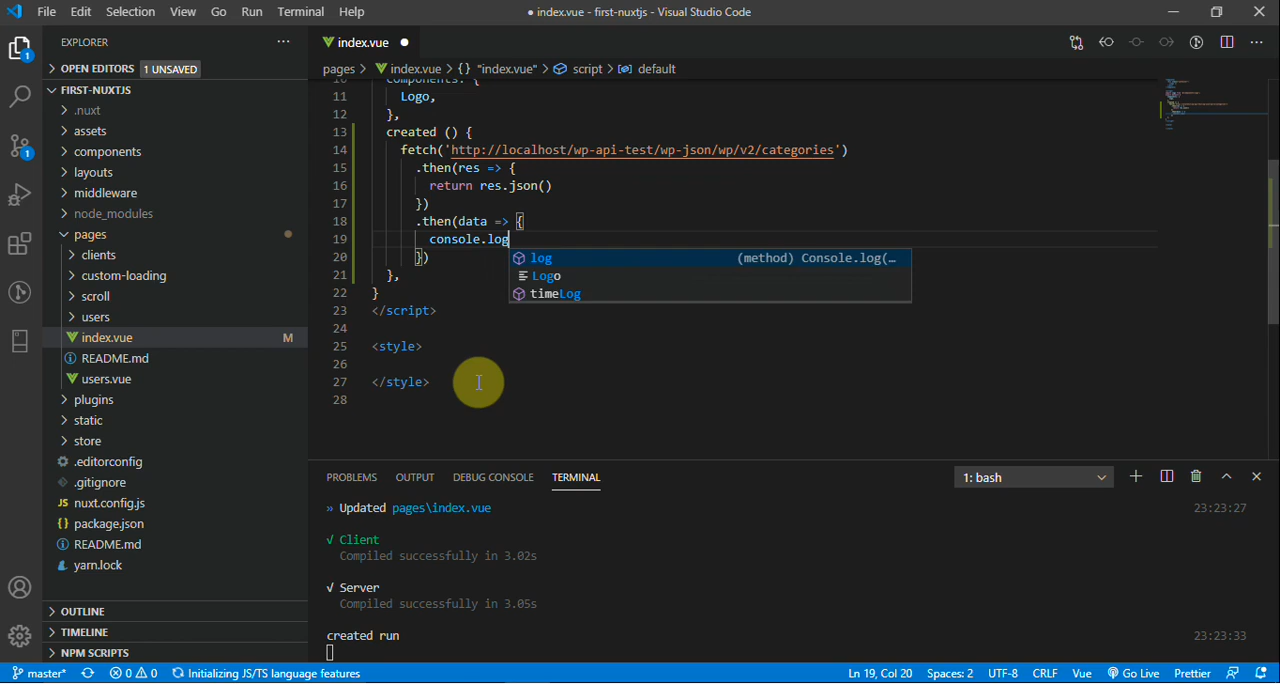 File Edit Selection View Go Run Terminal Help ● index.vue - first-nuxtjs - Visual Studio Code
EXPLORER ···
index.vue ●
OPEN EDITORS 1 UNSAVED
pages > index.vue > {} "index.vue" > script > default
FIRST-NUXTJS
.nuxt
assets
components
layouts
middleware
node_modules
pages
clients
custom-loading
scroll
users
index.vue M
README.md
users.vue
plugins
static
store
.editorconfig
.gitignore
JS nuxt.config.js
{} package.json
README.md
yarn.lock
OUTLINE
TIMELINE
NPM SCRIPTS
10 components: {
11 Logo,
12 },
13 created () {
14 fetch('http://localhost/wp-api-test/wp-json/wp/v2/categories')
15 .then(res => {
16 return res.json()
17 })
18 .then(data => {
19 console.log
20 })
21 },
22 }
23 </script>
24
25 <style>
26
27 </style>
28
log (method) Console.log(…
Logo
timeLog
PROBLEMS OUTPUT DEBUG CONSOLE TERMINAL 1: bash
» Updated pages\index.vue 23:23:27
√ Client
Compiled successfully in 3.02s
√ Server
Compiled successfully in 3.05s
created run 23:23:33
1
1
master* 0 0 Initializing JS/TS language features Ln 19, Col 20 Spaces: 2 UTF-8 CRLF Vue Go Live Prettier